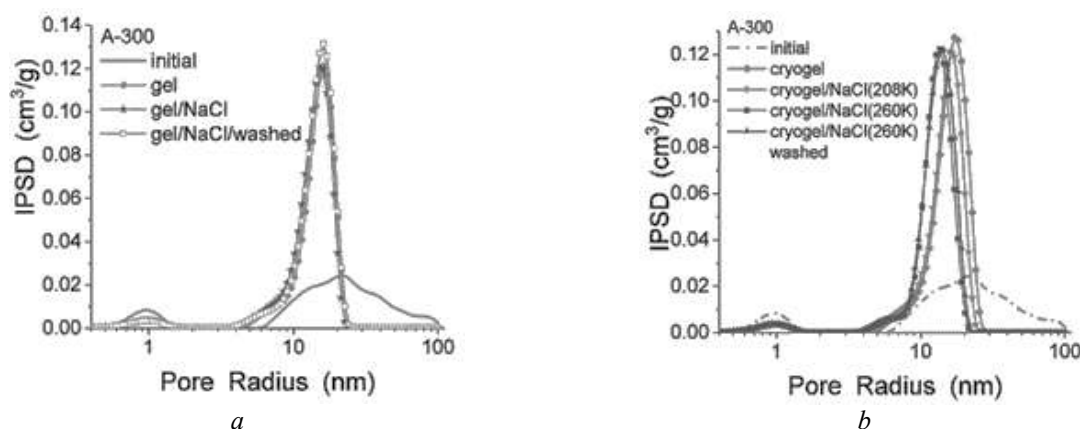 0.14
0.12
0.10
0.08
0.06
0.04
0.02
0.00
IPSD (cm³/g)
A-300
initial
gel
gel/NaCl
gel/NaCl/washed
1
10
100
Pore Radius (nm)
a
0.12
0.10
0.08
0.06
0.04
0.02
0.00
IPSD (cm³/g)
A-300
initial
cryogel
cryogel/NaCl(208K)
cryogel/NaCl(260K)
cryogel/NaCl(260K)
washed
1
10
100
Pore Radius (nm)
b